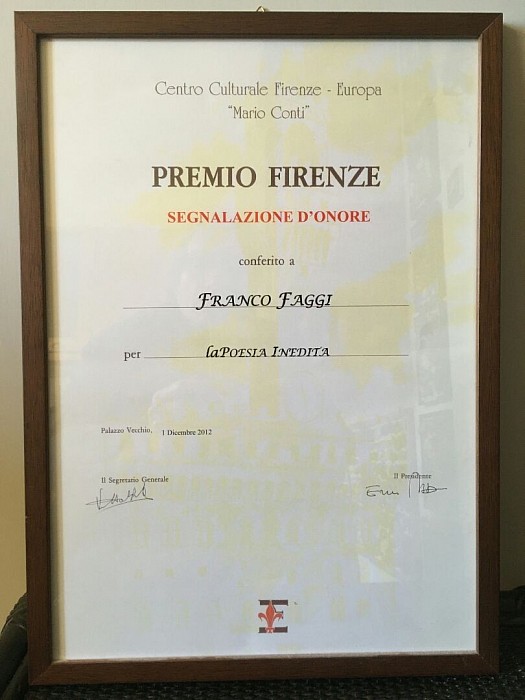 Centro Culturale Firenze - Europa
"Mario Conti"
PREMIO FIRENZE
SEGNALAZIONE D'ONORE
conferito a
FRANCO FAGGI
per laPOESIA INEDITA
Palazzo Vecchio, 1 Dicembre 2012
Il Segretario Generale Il Presidente